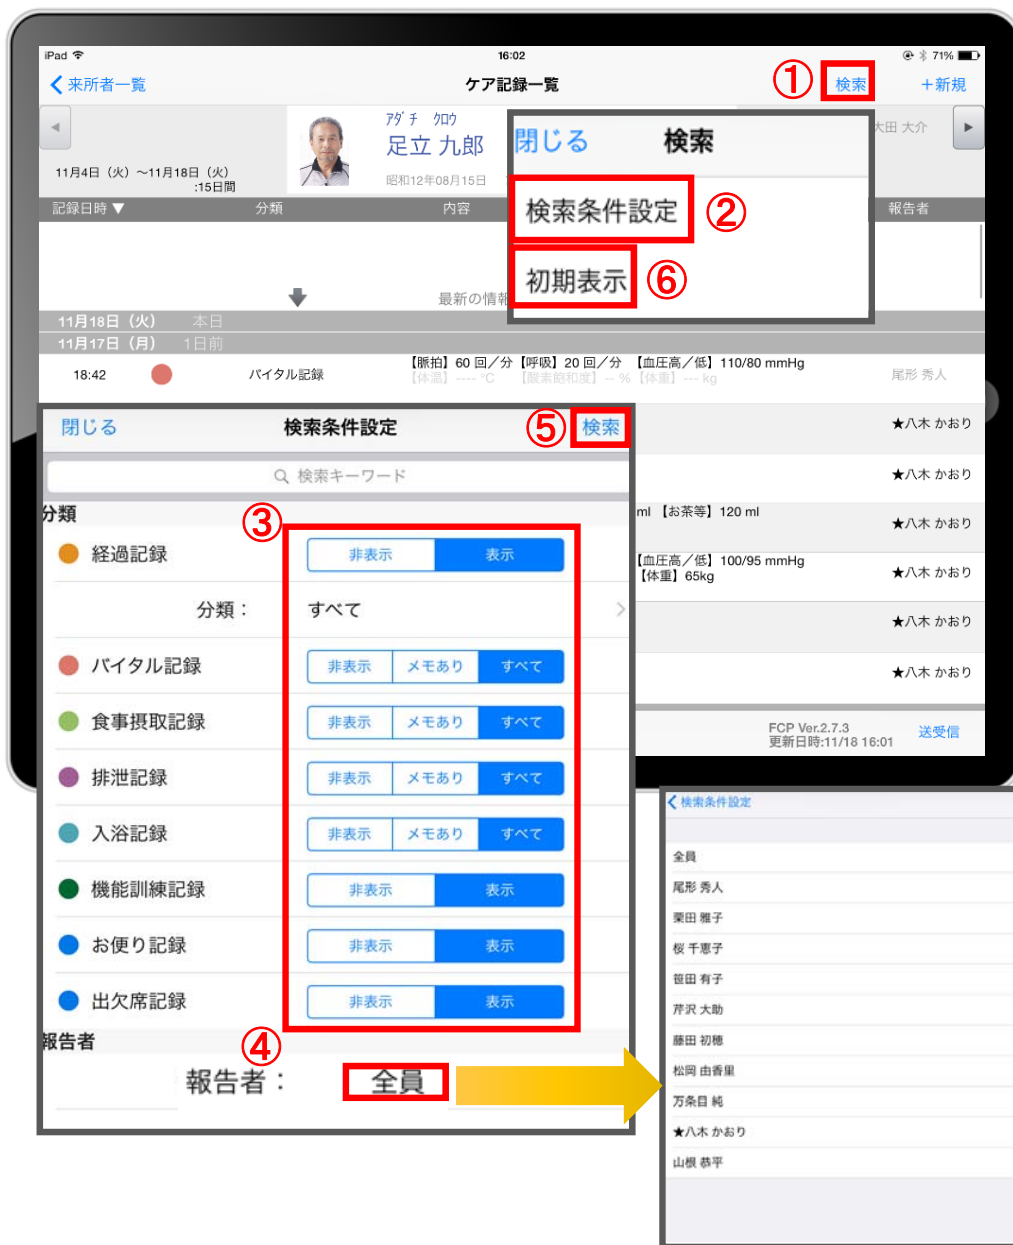 iPad
16:02
71%
来所者一覧
ケア記録一覧
①
検索
+新規
アダチ クロウ
足立 九郎
昭和12年08月15日
大田 大介
11月4日（火）～11月18日（火）
:15日間
閉じる
検索
検索条件設定
②
初期表示
⑥
記録日時▼
分類
内容
報告者
最新の情報
11月18日（火）
本日
11月17日（月）
1日前
18:42
バイタル記録
【脈拍】60 回／分【呼吸】20 回／分 【血圧高／低】110/80 mmHg
【体温】---- ℃ 【酸素飽和度】-- %【体重】--- kg
尾形 秀人
★八木 かおり
★八木 かおり
ml 【お茶等】120 ml
★八木 かおり
【血圧高／低】100/95 mmHg
【体重】65kg
★八木 かおり
★八木 かおり
★八木 かおり
FCP Ver.2.7.3
更新日時:11/18 16:01
送受信
閉じる
検索条件設定
⑤
検索
検索キーワード
分類
③
経過記録
非表示
表示
分類：
すべて
バイタル記録
非表示
メモあり
すべて
食事摂取記録
非表示
メモあり
すべて
排泄記録
非表示
メモあり
すべて
入浴記録
非表示
メモあり
すべて
機能訓練記録
非表示
表示
お便り記録
非表示
表示
出欠席記録
非表示
表示
報告者
④
報告者：
全員
検索条件設定
全員
尾形 秀人
栗田 雅子
桜 千恵子
笹田 有子
芹沢 大助
藤田 初穂
松岡 由香里
万条目 純
★八木 かおり
山根 恭平